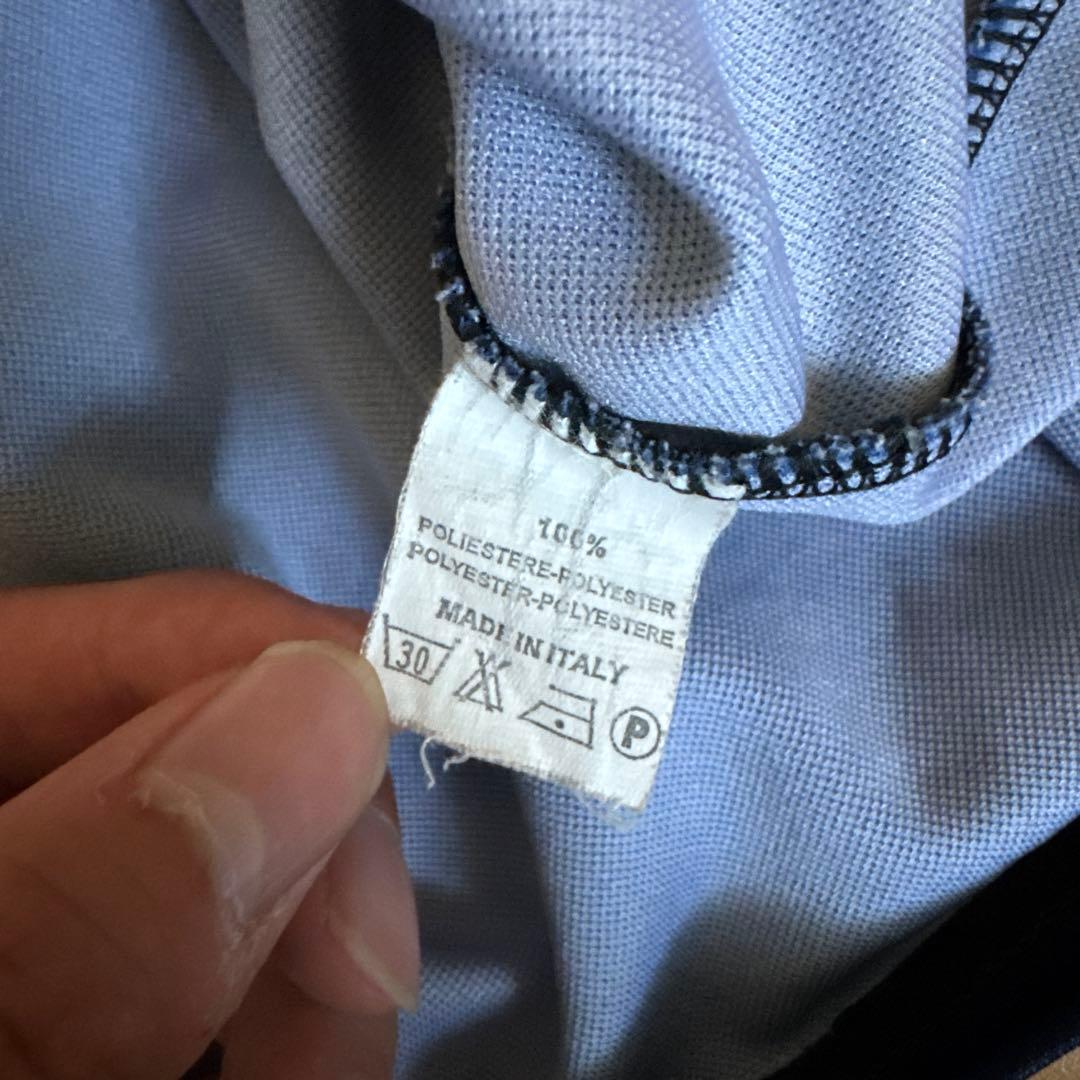 100%
POLIESTERE-POLYESTER
POLYESTER-POLYESTERE
MADE IN ITALY
30
P